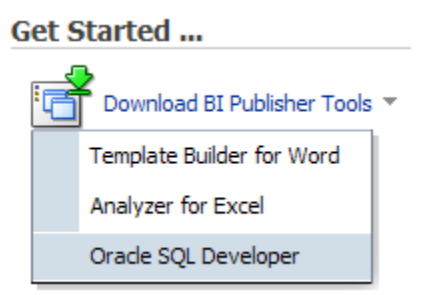 Get Started ...
Download BI Publisher Tools
Template Builder for Word
Analyzer for Excel
Oracle SQL Developer